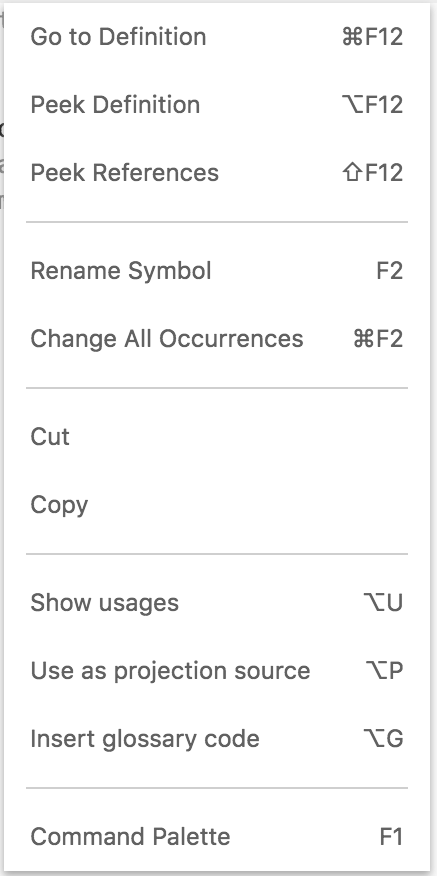 Go to Definition ⌘F12
Peek Definition ⌥F12
Peek References ⇧F12
Rename Symbol F2
Change All Occurrences ⌘F2
Cut
Copy
Show usages ⌥U
Use as projection source ⌥P
Insert glossary code ⌥G
Command Palette F1